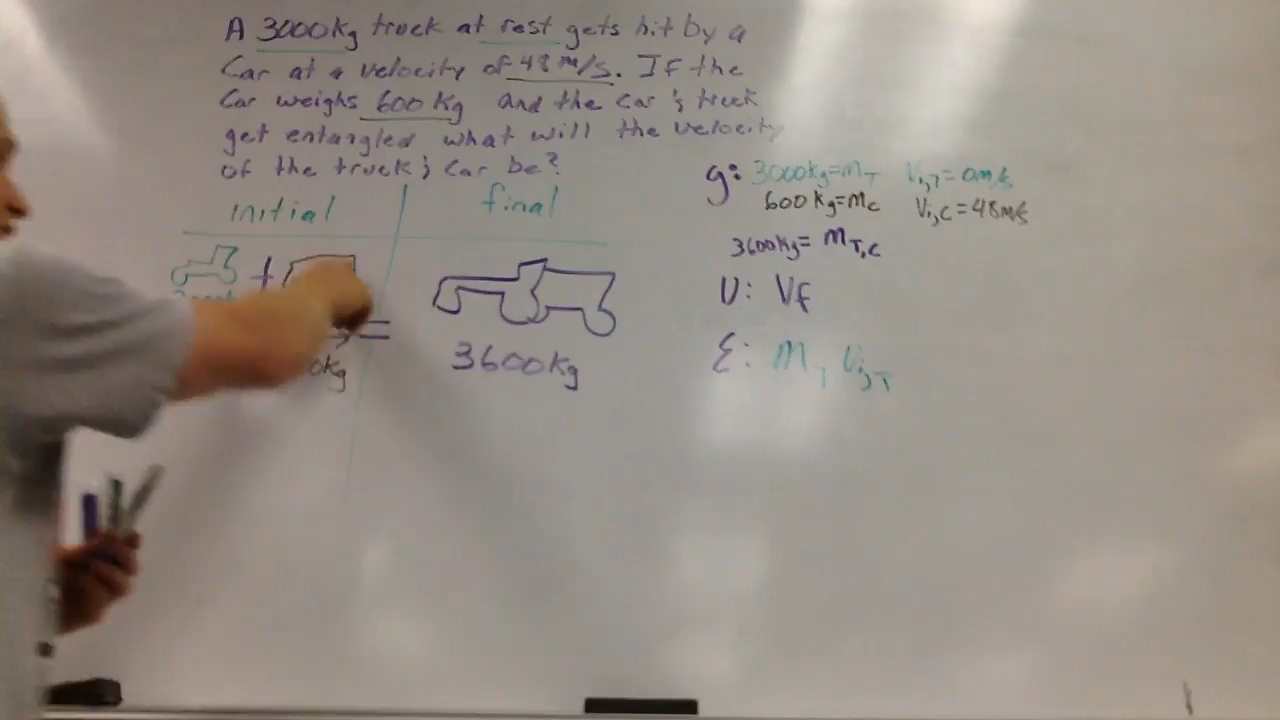 A 3000kg truck at rest gets hit by a
Car at a velocity of 48 m/s. If the
Car weighs 600 Kg and the car & truck
get entangled what will the velocity
of the truck & Car be?
initial
final
g: 3000kg=mT Vi,T=0m/s
600kg=mc Vi,c=48m/s
3600kg= mT,c
+
=
3600kg
0kg
U: Vf
E: mT Vi,T